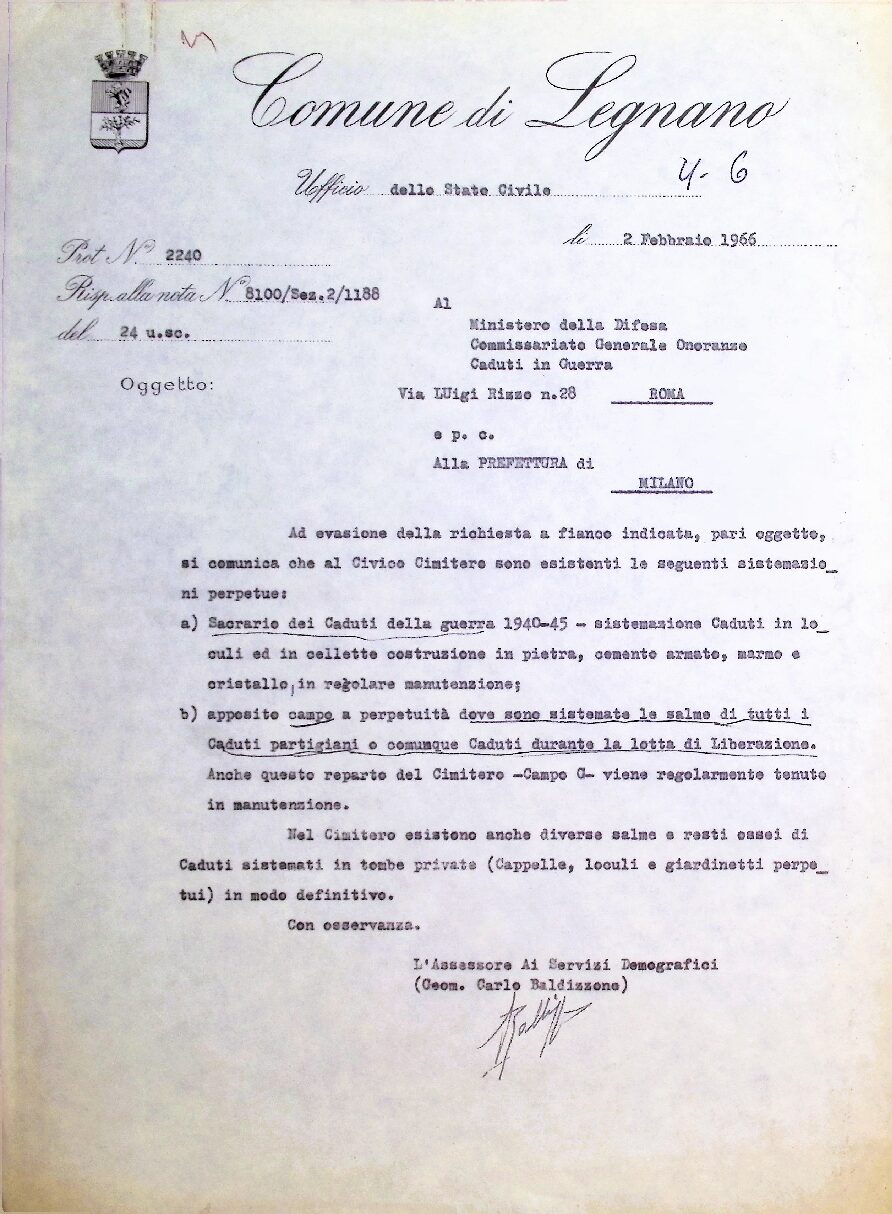 Comune di Legnano
Ufficio dello Stato Civile 4-6
li 2 Febbraio 1966
Prot N° 2240
Risp. alla nota N° 8100/Sez.2/1188
del 24 u.sc.
Al
Ministero della Difesa
Commissariato Generale Onoranze
Caduti in Guerra
Oggetto:
Via LUigi Rizzo n.28 ROMA
e p. c.
Alla PREFETTURA di
MILANO
Ad evasione della richiesta a fianco indicata, pari oggetto,
si comunica che al Civico Cimitero sono esistenti le seguenti sistemazio_
ni perpetue:
a) Sacrario dei Caduti della guerra 1940-45 - sistemazione Caduti in lo_
culi ed in cellette costruzione in pietra, cemento armato, marmo e
cristallo, in regolare manutenzione;
b) apposito campo a perpetuità dove sono sistemate le salme di tutti i
Caduti partigiani o comunque Caduti durante la lotta di Liberazione.
Anche questo reparto del Cimitero -Campo G- viene regolarmente tenuto
in manutenzione.
Nel Cimitero esistono anche diverse salme e resti ossei di
Caduti sistemati in tombe private (Cappelle, loculi e giardinetti perpe_
tui) in modo definitivo.
Con osservanza.
L'Assessore Ai Servizi Demografici
(Geom. Carlo Baldizzone)